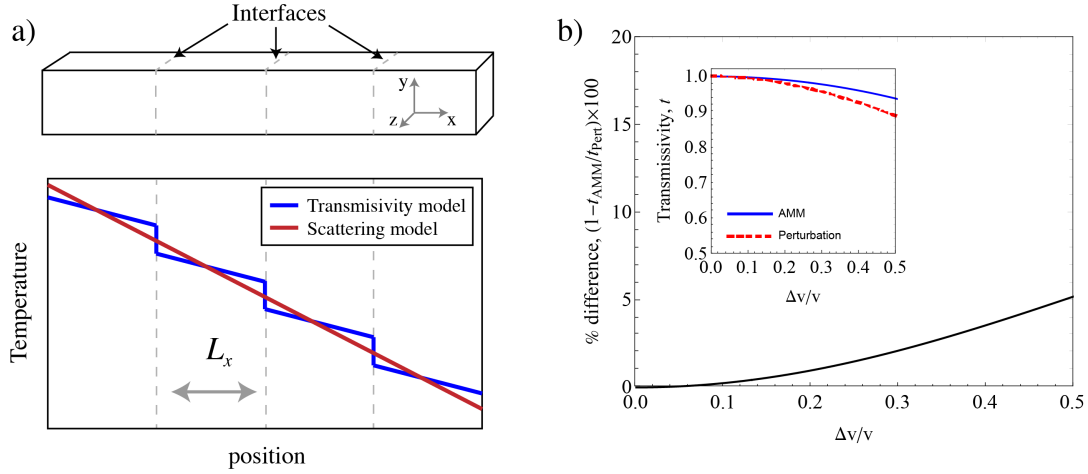 a)
Interfaces
y
z
x
Transmisivity model
Scattering model
Temperature
L_x
position
b)
% difference, (1−t_AMM/t_Pert)×100
20
15
10
5
0
0.0 0.1 0.2 0.3 0.4 0.5
Δv/v
Transmissivity, t
1.0
0.9
0.8
0.7
0.6
0.5
AMM
Perturbation
0.0 0.1 0.2 0.3 0.4 0.5
Δv/v